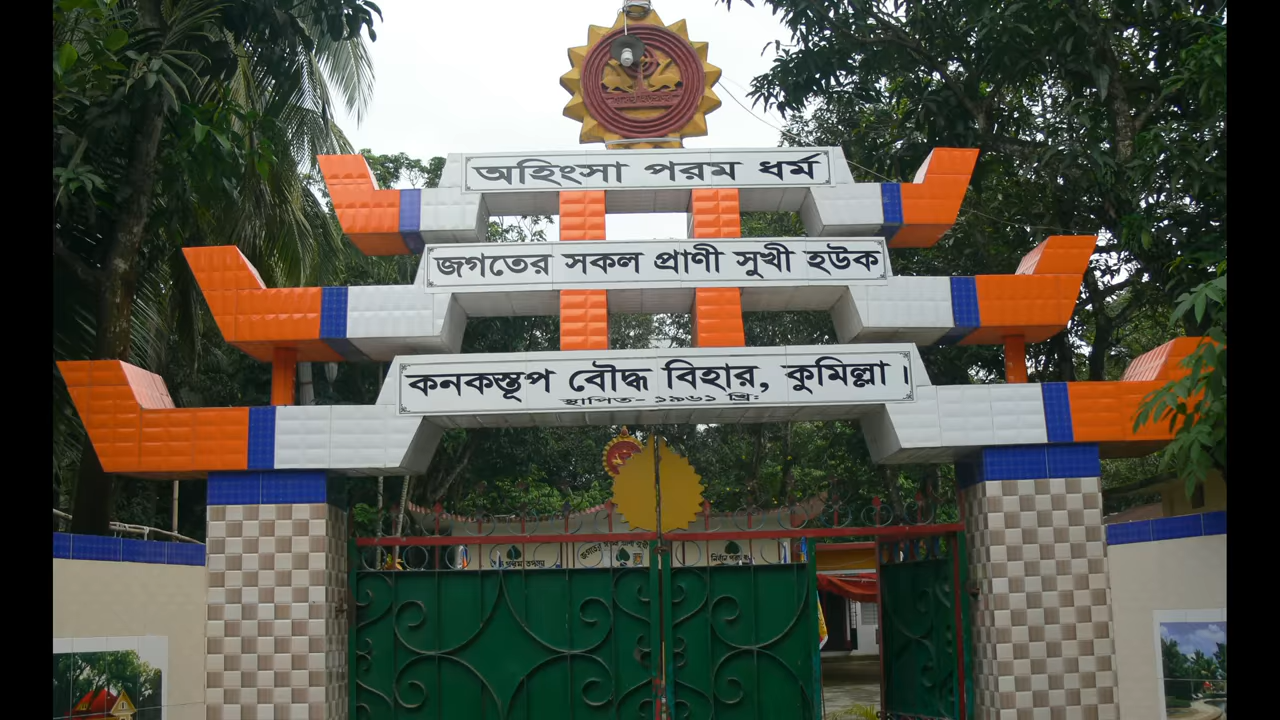 অহিংসা পরম ধর্ম
জগতের সকল প্রাণী সুখী হউক
কনকস্তূপ বৌদ্ধ বিহার, কুমিল্লা।
স্থাপিত- ১৯৬১ খ্রি: